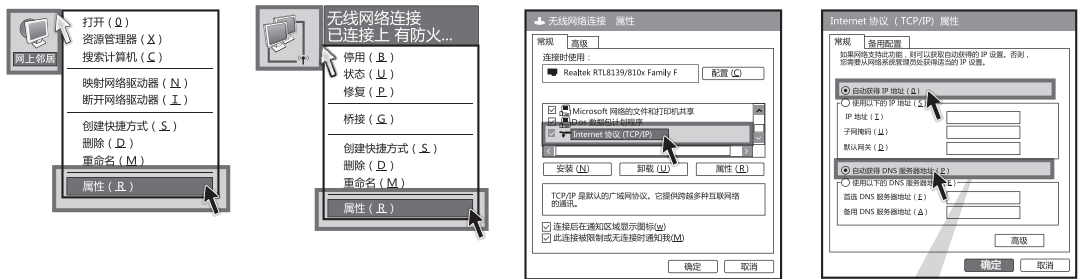 网上邻居
打开 ( O )
资源管理器 ( X )
搜索计算机 ( C )
映射网络驱动器 ( N )
断开网络驱动器 ( I )
创建快捷方式 ( S )
删除 ( D )
重命名 ( M )
属性 ( R )
无线网络连接
已连接上 有防火...
停用 ( B )
状态 ( U )
修复 ( P )
桥接 ( G )
创建快捷方式 ( S )
删除 ( D )
重命名 ( M )
属性 ( R )
无线网络连接 属性
常规 高级
连接时使用:
Realtek RTL8139/810x Family F 配置 (C)
Microsoft 网络的文件和打印机共享
Qos 数据包计划程序
Internet 协议 (TCP/IP)
安装 (N) 卸载 (U) 属性 (R)
TCP/IP 是默认的广域网协议。它提供跨越多种互联网络
的通讯。
连接后在通知区域显示图标(w)
此连接被限制或无连接时通知我(M)
确定 取消
Internet 协议 ( TCP/IP) 属性
常规 备用配置
如果网络支持此功能,则可以获取自动获得的 IP 设置。否则,
您需要从网络系统管理员处获得适当的 IP 设置。
自动获得 IP 地址 ( O )
使用以下的 IP 地址 ( S )
IP 地址 ( I )
子网掩码 ( U )
默认网关 ( D )
自动获得 DNS 服务器地址 ( P )
使用以下的 DNS 服务器地址 ( E )
首选 DNS 服务器地址 ( F )
备用 DNS 服务器地址 ( A )
高级
确定 取消